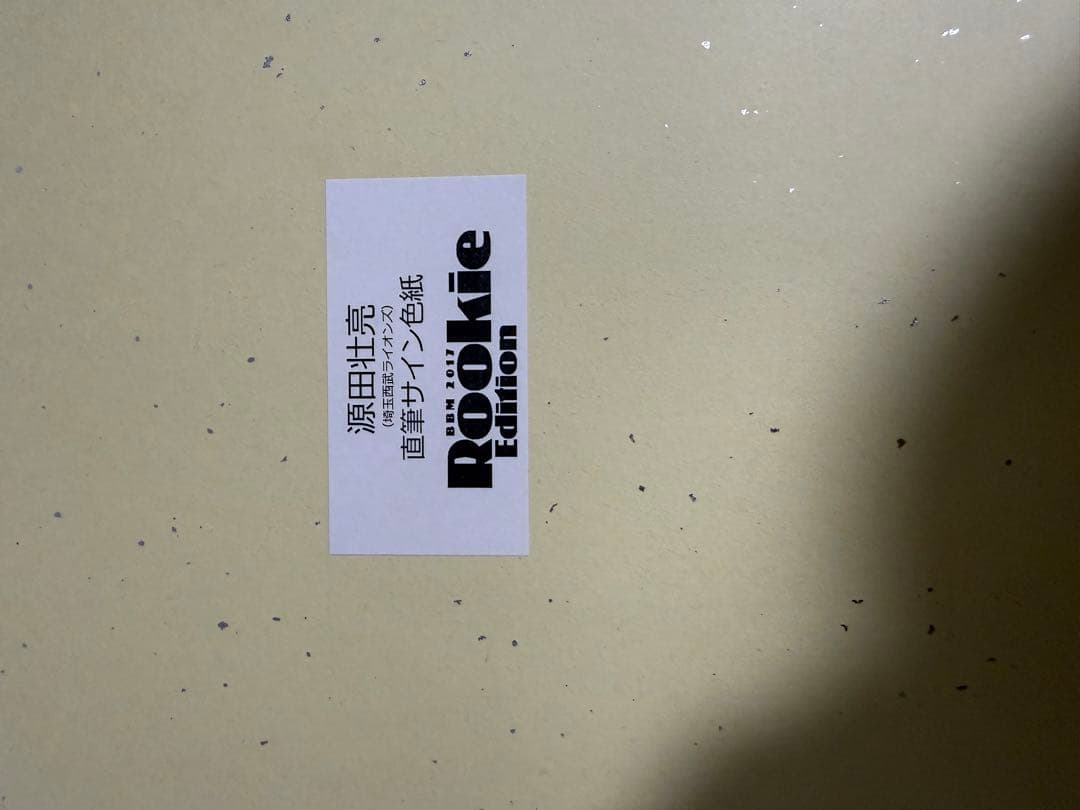 源田壮亮
(埼玉西武ライオンズ)
直筆サイン色紙
BBM 2017
Rookie
Edition